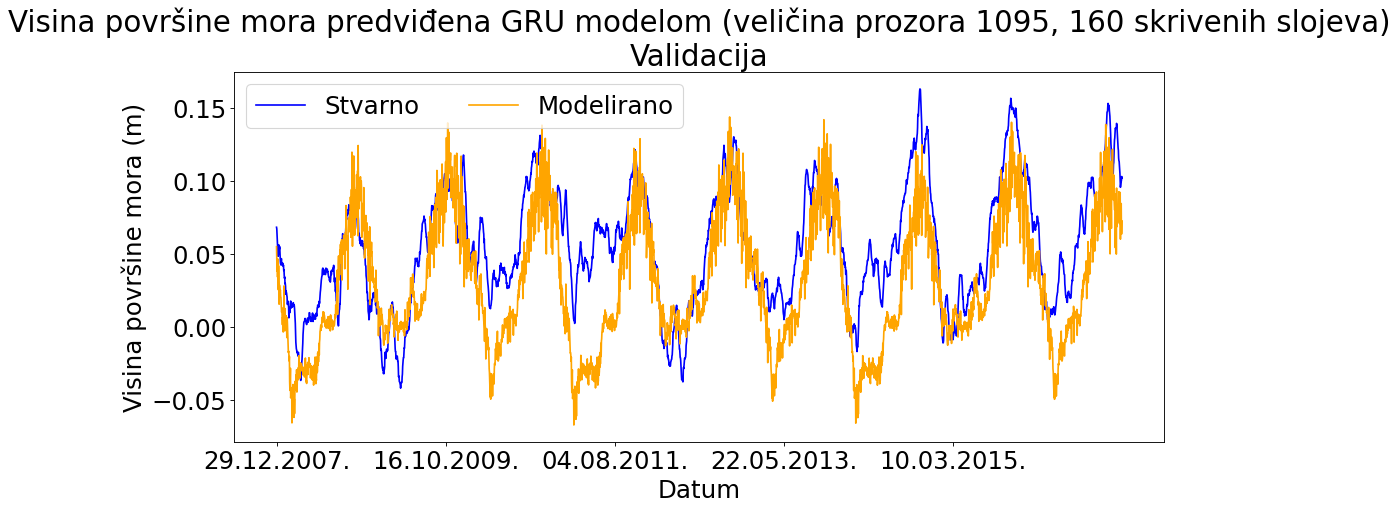 Visina površine mora predviđena GRU modelom (veličina prozora 1095, 160 skrivenih slojeva)
Validacija
Stvarno Modelirano
Visina površine mora (m)
0.15
0.10
0.05
0.00
−0.05
29.12.2007. 16.10.2009. 04.08.2011. 22.05.2013. 10.03.2015.
Datum